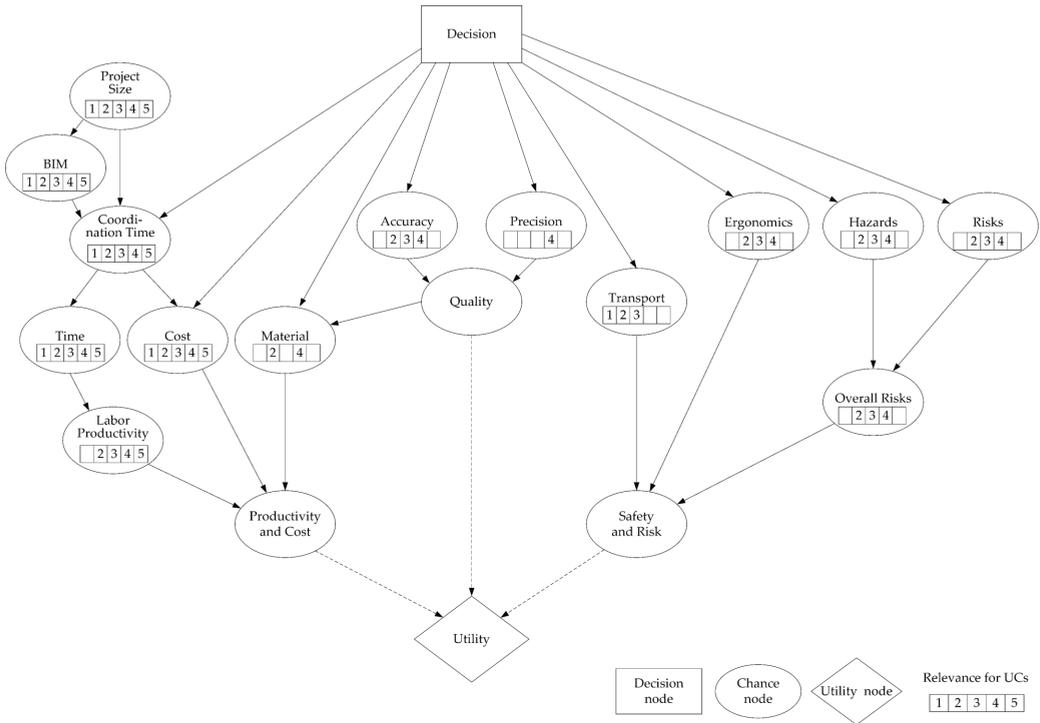 Decision
Project
Size
1 2 3 4 5
BIM
1 2 3 4 5
Coordi-
nation Time
1 2 3 4 5
Accuracy
2 3 4
Precision
4
Ergonomics
2 3 4
Hazards
2 3 4
Risks
2 3 4
Quality
Transport
1 2 3
Time
1 2 3 4 5
Cost
1 2 3 4 5
Material
2 4
Overall Risks
2 3 4
Labor
Productivity
2 3 4 5
Productivity
and Cost
Safety
and Risk
Utility
Decision
node
Chance
node
Utility node
Relevance for UCs
1 2 3 4 5